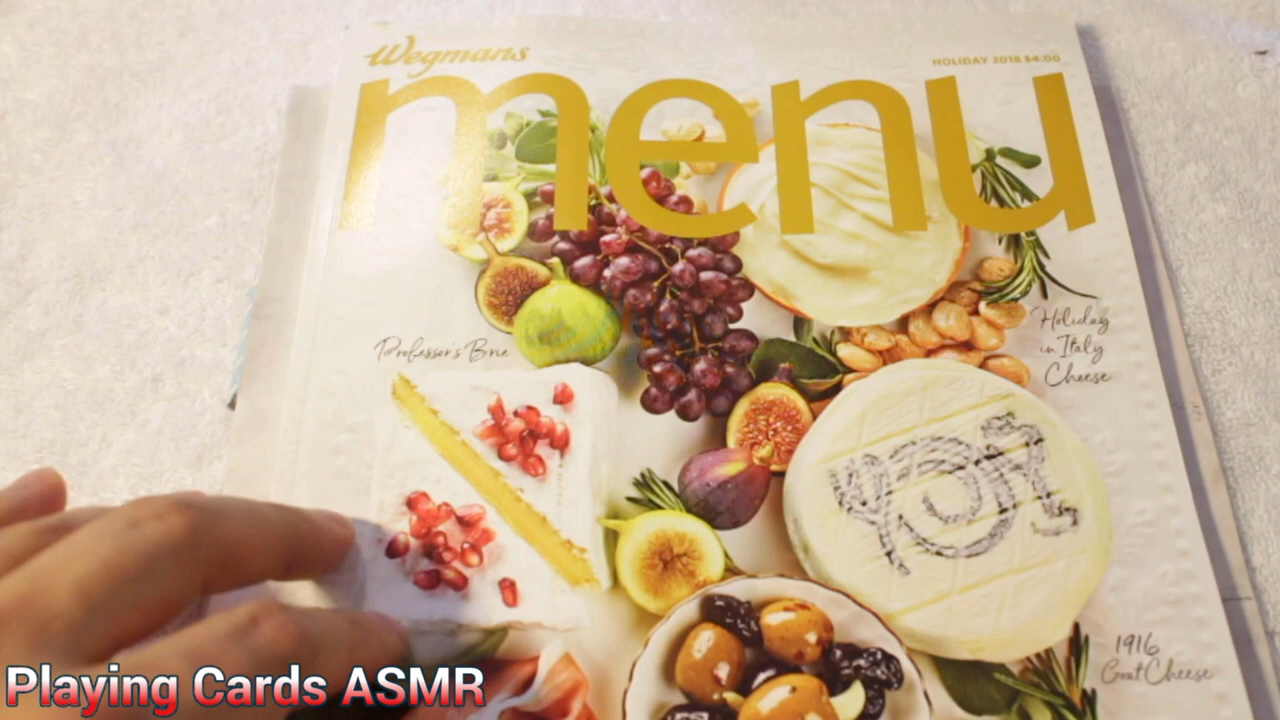 Wegmans
HOLIDAY 2018 $4.00
menu
Professor's Brie
Holiday
in Italy
Cheese
1916
Goat Cheese
Playing Cards ASMR